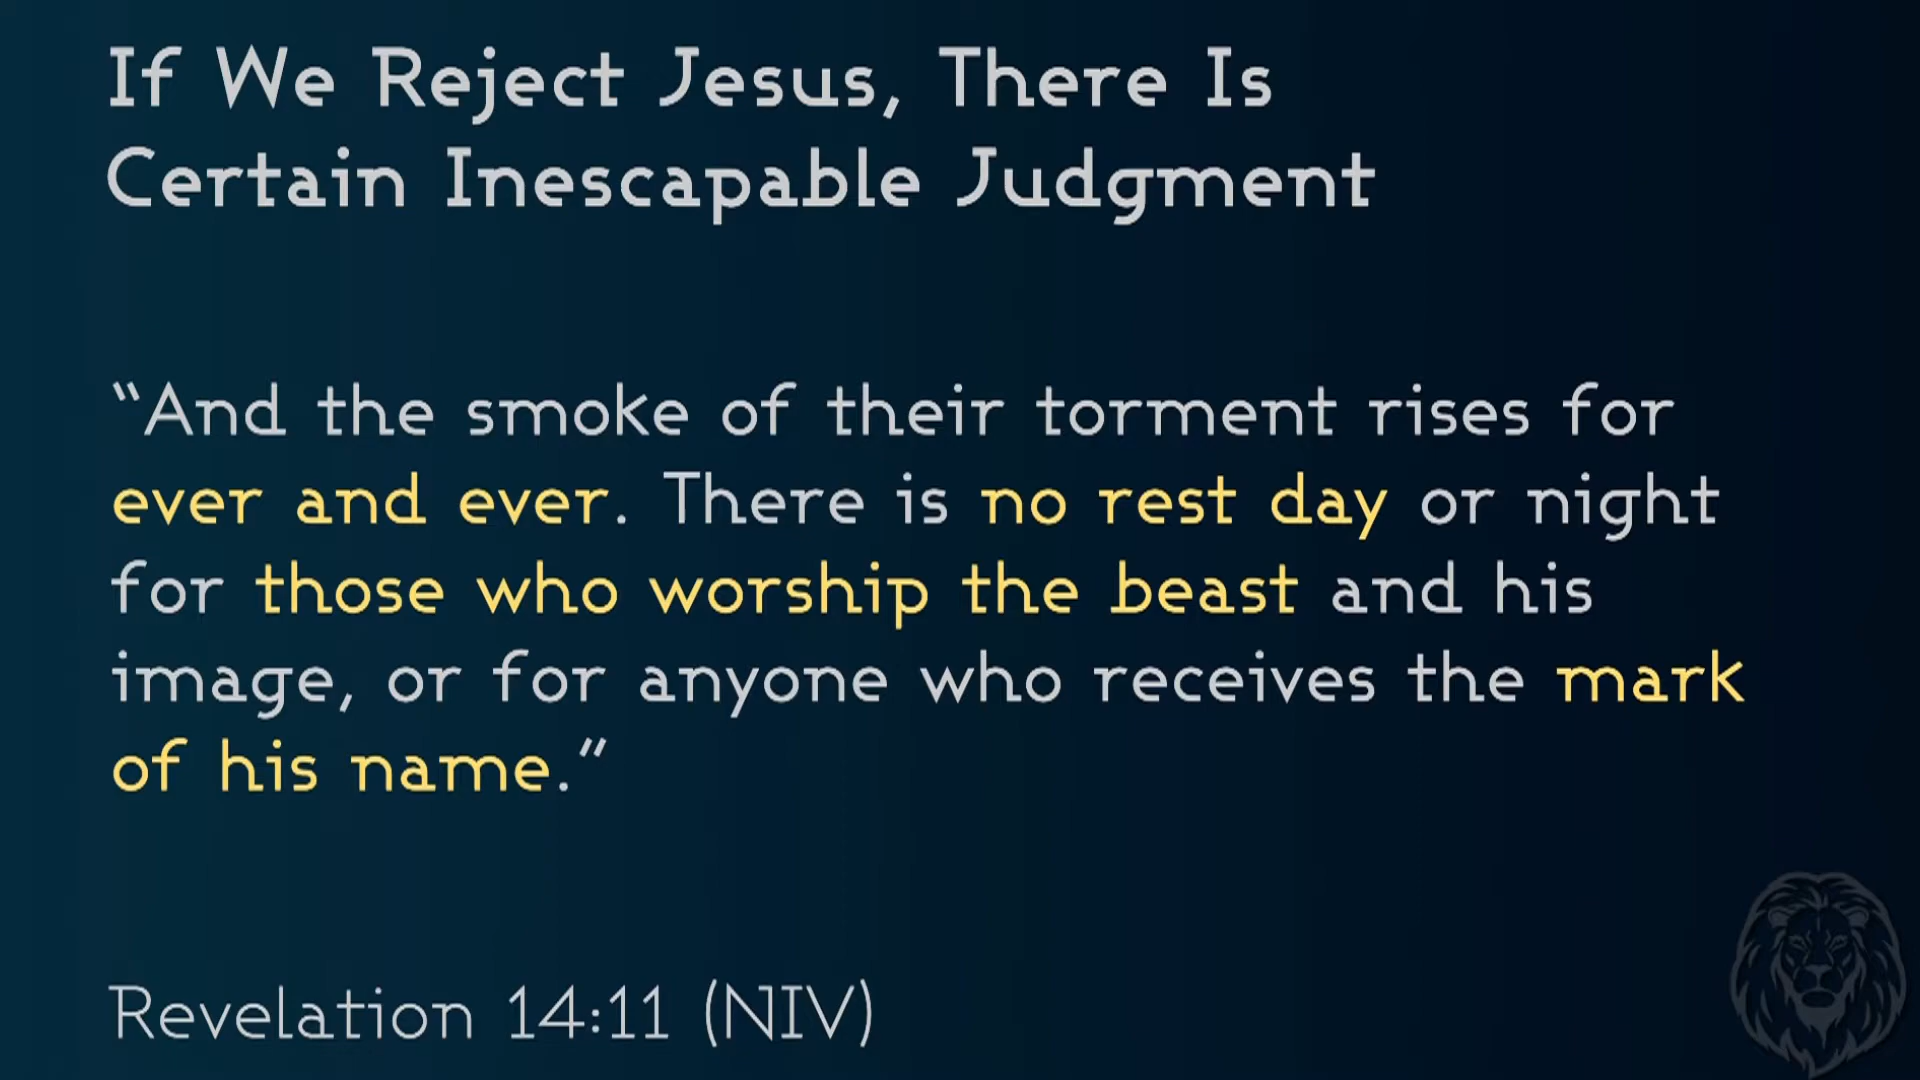 If We Reject Jesus, There Is
Certain Inescapable Judgment
“And the smoke of their torment rises for
ever and ever. There is no rest day or night
for those who worship the beast and his
image, or for anyone who receives the mark
of his name.”
Revelation 14:11 (NIV)